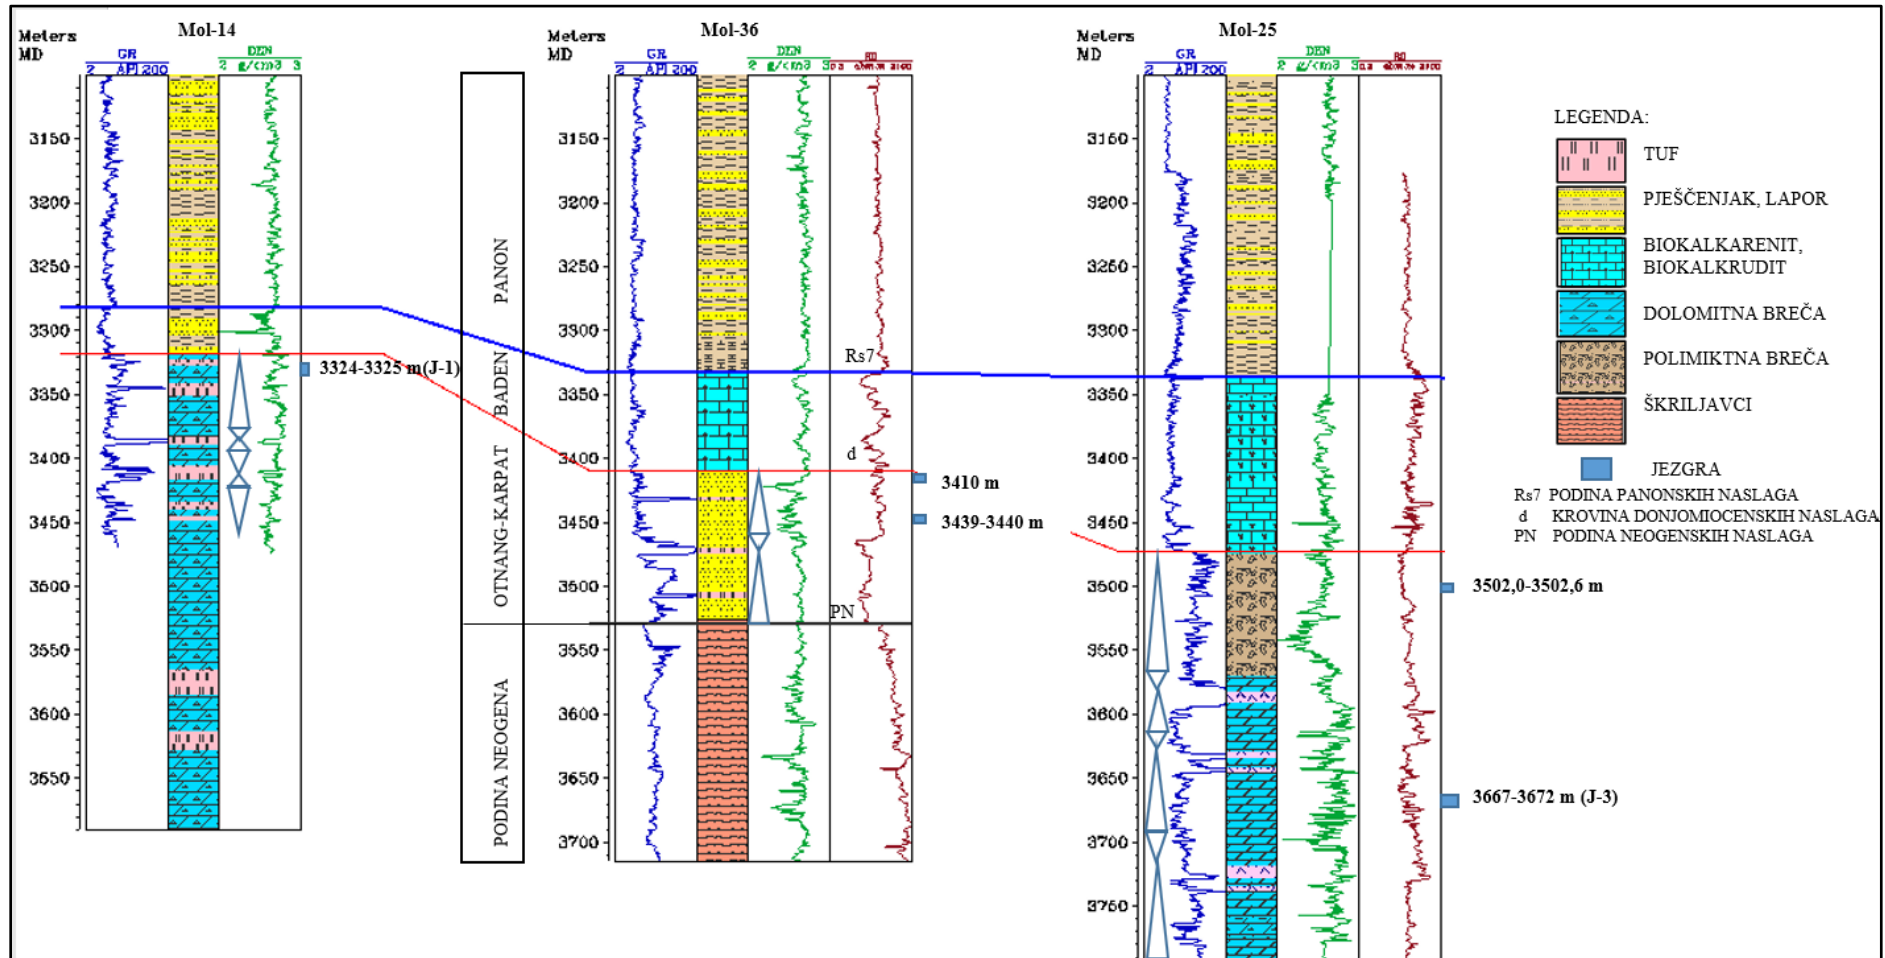 Mol-14
Meters
MD
GR
2 API 200
DEN
2 g/cm3 3
3150
3200
3250
3300
3350
3400
3450
3500
3550
3600
3650
3324-3325 m(J-1)
PANON
BADEN
OTNANG-KARPAT
PODINA NEOGENA
Mol-36
Meters
MD
GR
2 API 200
DEN
2 g/cm3 3
RD
3150
3200
3250
3300
3350
3400
3450
3500
3550
3600
3650
3700
Rs7
d
PN
3410 m
3439-3440 m
Mol-25
Meters
MD
GR
2 API 200
DEN
2 g/cm3 3
RD
3150
3200
3250
3300
3350
3400
3450
3500
3550
3600
3650
3700
3750
3502,0-3502,6 m
3667-3672 m (J-3)
LEGENDA:
TUF
PJEŠČENJAK, LAPOR
BIOKALKARENIT,
BIOKALKRUDIT
DOLOMITNA BREČA
POLIMIKTNA BREČA
ŠKRILJAVCI
JEZGRA
Rs7 PODINA PANONSKIH NASLAGA
d KROVINA DONJOMIOCENSKIH NASLAGA
PN PODINA NEOGENSKIH NASLAGA